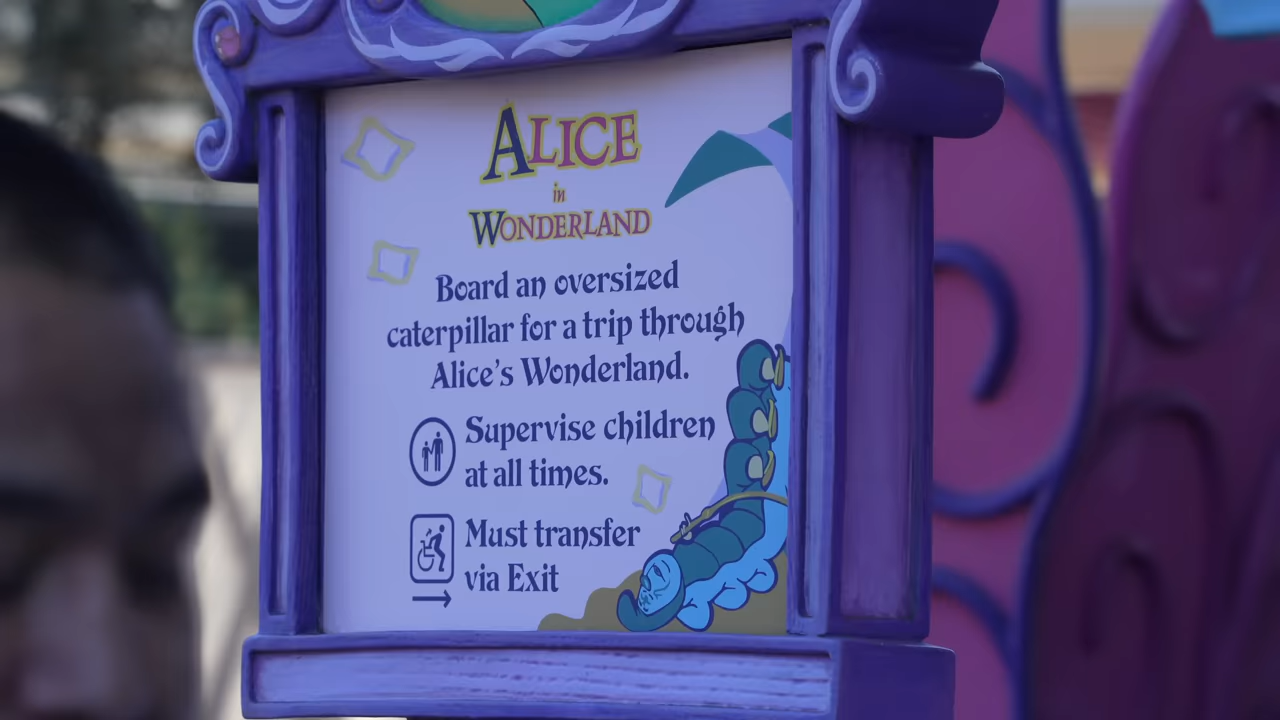 ALICE
in
WONDERLAND
Board an oversized
caterpillar for a trip through
Alice's Wonderland.
Supervise children
at all times.
Must transfer
via Exit